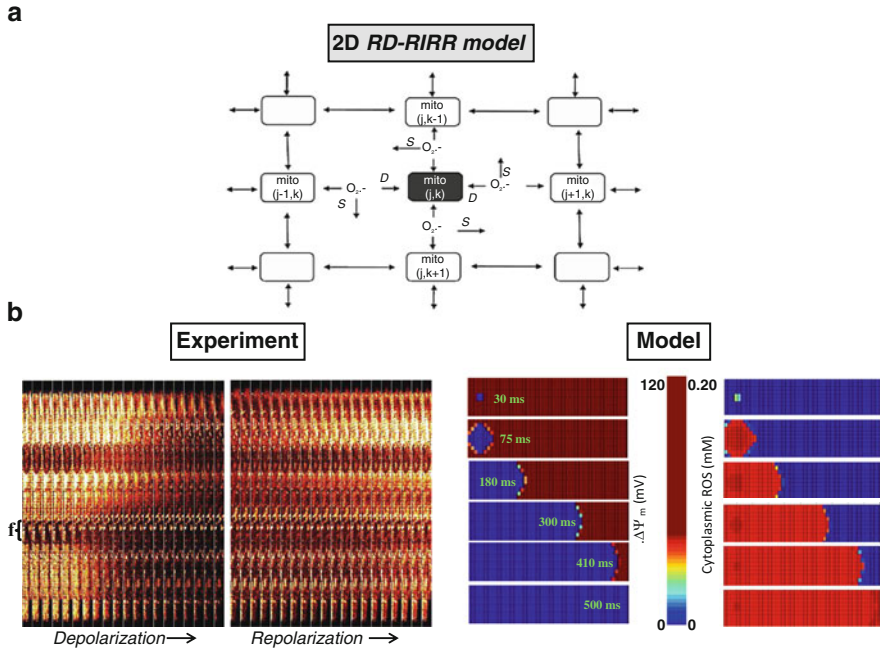 a
2D RD-RIRR model
mito
(j,k-1)
S
O₂.-
mito
(j-1,k)
O₂.-
D
S
mito
(j,k)
D
O₂.-
S
mito
(j+1,k)
O₂.-
S
mito
(j,k+1)
b
Experiment
Model
f{
Depolarization
Repolarization
30 ms
75 ms
180 ms
300 ms
410 ms
500 ms
120
0
.ΔΨm (mV)
0.20
0
Cytoplasmic ROS (mM)